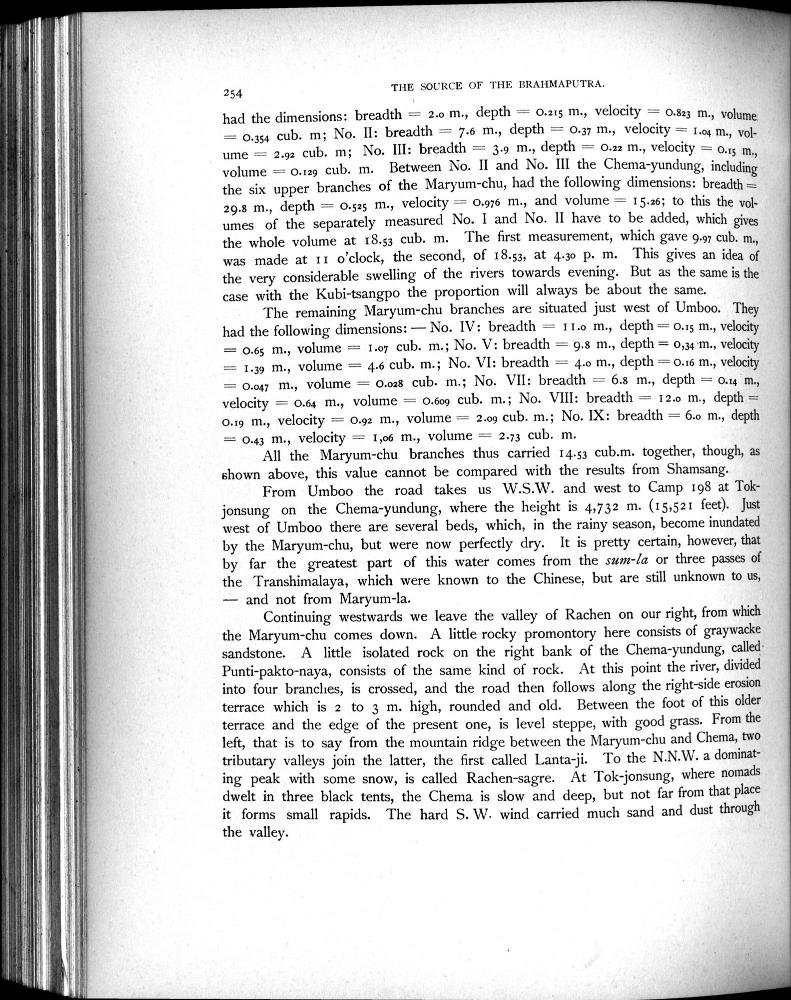 254
THE SOURCE OF THE BRAHMAPUTRA.
had the dimensions: breadth = 2.0 m., depth = 0.215 m., velocity = 0.823 m., volume
= 0.354 cub. m; No. II: breadth = 7.6 m., depth = 0.37 m., velocity = 1.04 m., vol-
ume = 2.92 cub. m; No. III: breadth = 3.9 m., depth = 0.22 m., velocity = 0.15 m.,
volume = 0.129 cub. m. Between No. II and No. III the Chema-yundung, including
the six upper branches of the Maryum-chu, had the following dimensions: breadth =
29.8 m., depth = 0.525 m., velocity = 0.976 m., and volume = 15.26; to this the vol-
umes of the separately measured No. I and No. II have to be added, which gives
the whole volume at 18.53 cub. m. The first measurement, which gave 9.97 cub. m.,
was made at 11 o'clock, the second, of 18.53, at 4.30 p. m. This gives an idea of
the very considerable swelling of the rivers towards evening. But as the same is the
case with the Kubi-tsangpo the proportion will always be about the same.
The remaining Maryum-chu branches are situated just west of Umboo. They
had the following dimensions: — No. IV: breadth = 11.0 m., depth = 0.15 m., velocity
= 0.65 m., volume = 1.07 cub. m.; No. V: breadth = 9.8 m., depth = 0,34 m., velocity
= 1.39 m., volume = 4.6 cub. m.; No. VI: breadth = 4.0 m., depth = 0.16 m., velocity
= 0.047 m., volume = 0.028 cub. m.; No. VII: breadth = 6.8 m., depth = 0.14 m.,
velocity = 0.64 m., volume = 0.609 cub. m.; No. VIII: breadth = 12.0 m., depth =
0.19 m., velocity = 0.92 m., volume = 2.09 cub. m.; No. IX: breadth = 6.0 m., depth
= 0.43 m., velocity = 1,06 m., volume = 2.73 cub. m.
All the Maryum-chu branches thus carried 14.53 cub.m. together, though, as
shown above, this value cannot be compared with the results from Shamsang.
From Umboo the road takes us W.S.W. and west to Camp 198 at Tok-
jonsung on the Chema-yundung, where the height is 4,732 m. (15,521 feet). Just
west of Umboo there are several beds, which, in the rainy season, become inundated
by the Maryum-chu, but were now perfectly dry. It is pretty certain, however, that
by far the greatest part of this water comes from the sum-la or three passes of
the Transhimalaya, which were known to the Chinese, but are still unknown to us,
— and not from Maryum-la.
Continuing westwards we leave the valley of Rachen on our right, from which
the Maryum-chu comes down. A little rocky promontory here consists of graywacke
sandstone. A little isolated rock on the right bank of the Chema-yundung, called
Punti-pakto-naya, consists of the same kind of rock. At this point the river, divided
into four branches, is crossed, and the road then follows along the right-side erosion
terrace which is 2 to 3 m. high, rounded and old. Between the foot of this older
terrace and the edge of the present one, is level steppe, with good grass. From the
left, that is to say from the mountain ridge between the Maryum-chu and Chema, two
tributary valleys join the latter, the first called Lanta-ji. To the N.N.W. a dominat-
ing peak with some snow, is called Rachen-sagre. At Tok-jonsung, where nomads
dwelt in three black tents, the Chema is slow and deep, but not far from that place
it forms small rapids. The hard S. W. wind carried much sand and dust through
the valley.